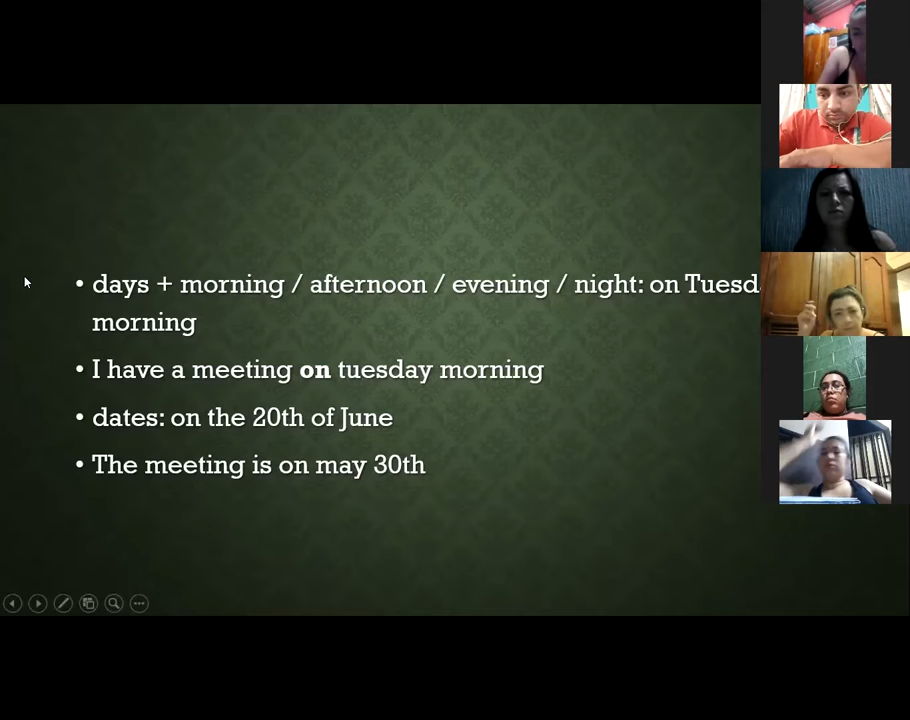 • days + morning / afternoon / evening / night: on
morning
• I have a meeting on tuesday morning
• dates: on the 20th of June
• The meeting is on may 30th